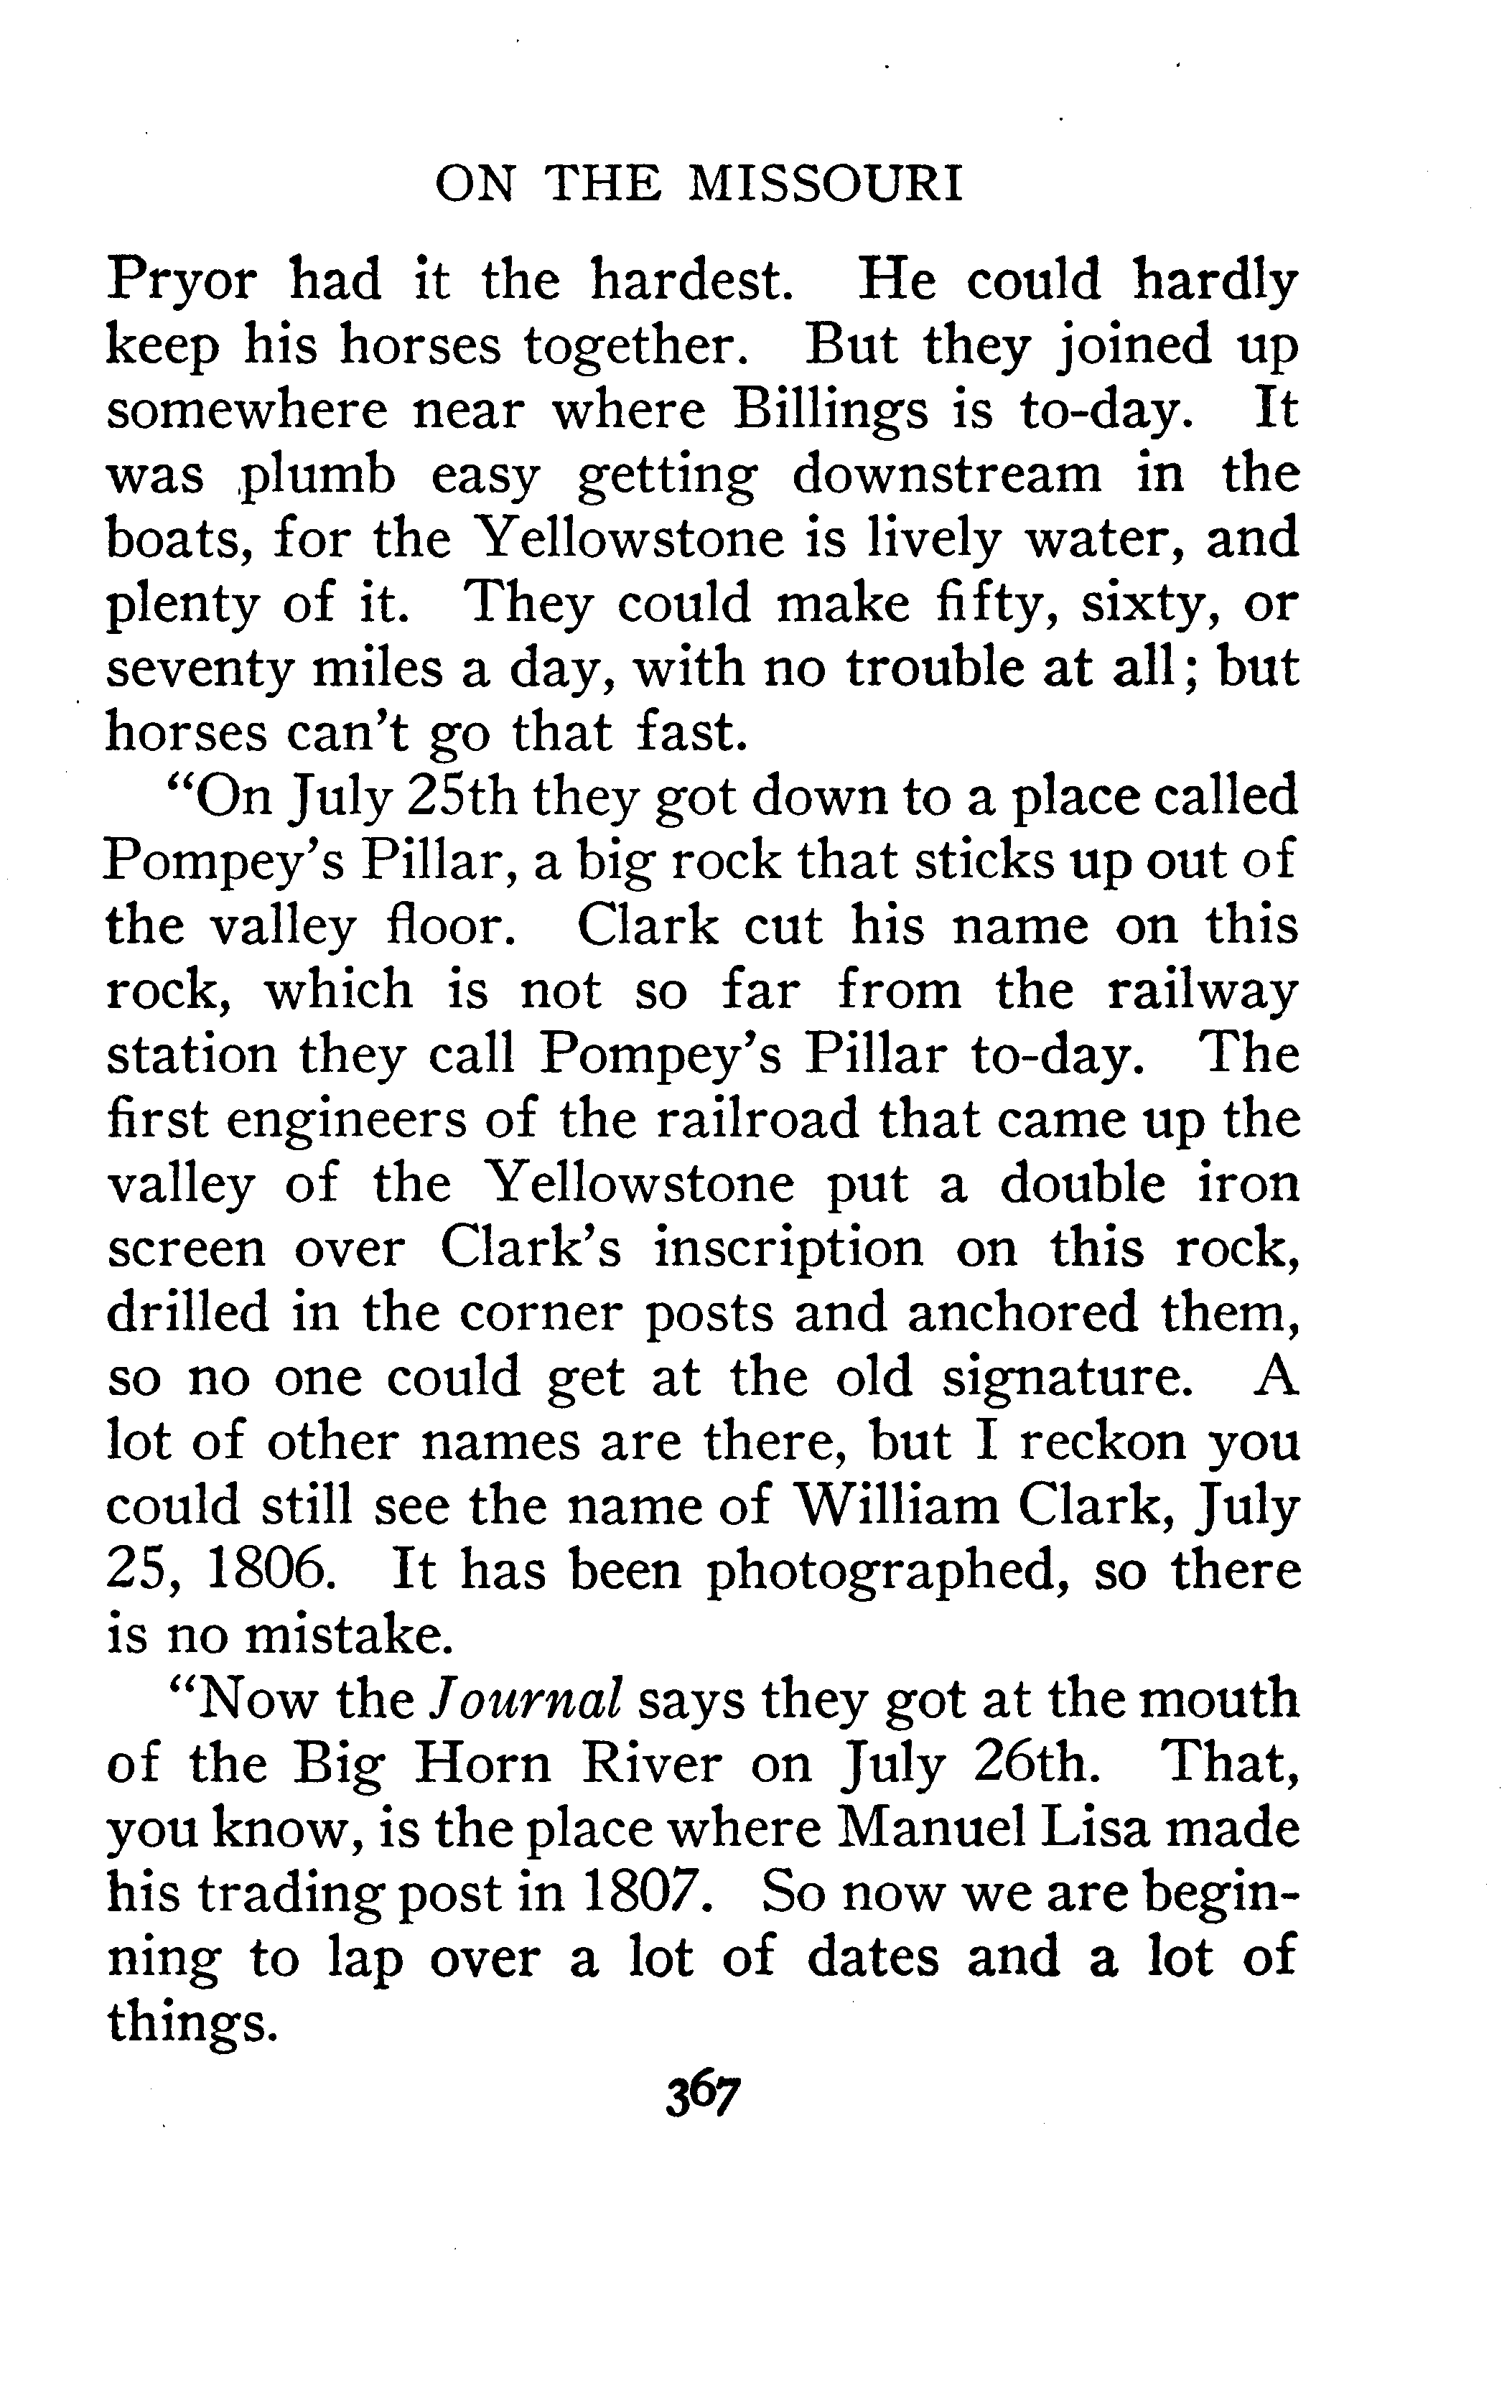 ON THE MISSOURI
Pryor had it the hardest. He could hardly
keep his horses together. But they joined up
somewhere near where Billings is to-day. It
was plumb easy getting downstream in the
boats, for the Yellowstone is lively water, and
plenty of it. They could make fifty, sixty, or
seventy miles a day, with no trouble at all; but
horses can't go that fast.
"On July 25th they got down to a place called
Pompey's Pillar, a big rock that sticks up out of
the valley floor. Clark cut his name on this
rock, which is not so far from the railway
station they call Pompey's Pillar to-day. The
first engineers of the railroad that came up the
valley of the Yellowstone put a double iron
screen over Clark's inscription on this rock,
drilled in the corner posts and anchored them,
so no one could get at the old signature. A
lot of other names are there, but I reckon you
could still see the name of William Clark, July
25, 1806. It has been photographed, so there
is no mistake.
"Now the Journal says they got at the mouth
of the Big Horn River on July 26th. That,
you know, is the place where Manuel Lisa made
his trading post in 1807. So now we are begin-
ning to lap over a lot of dates and a lot of
things.
367